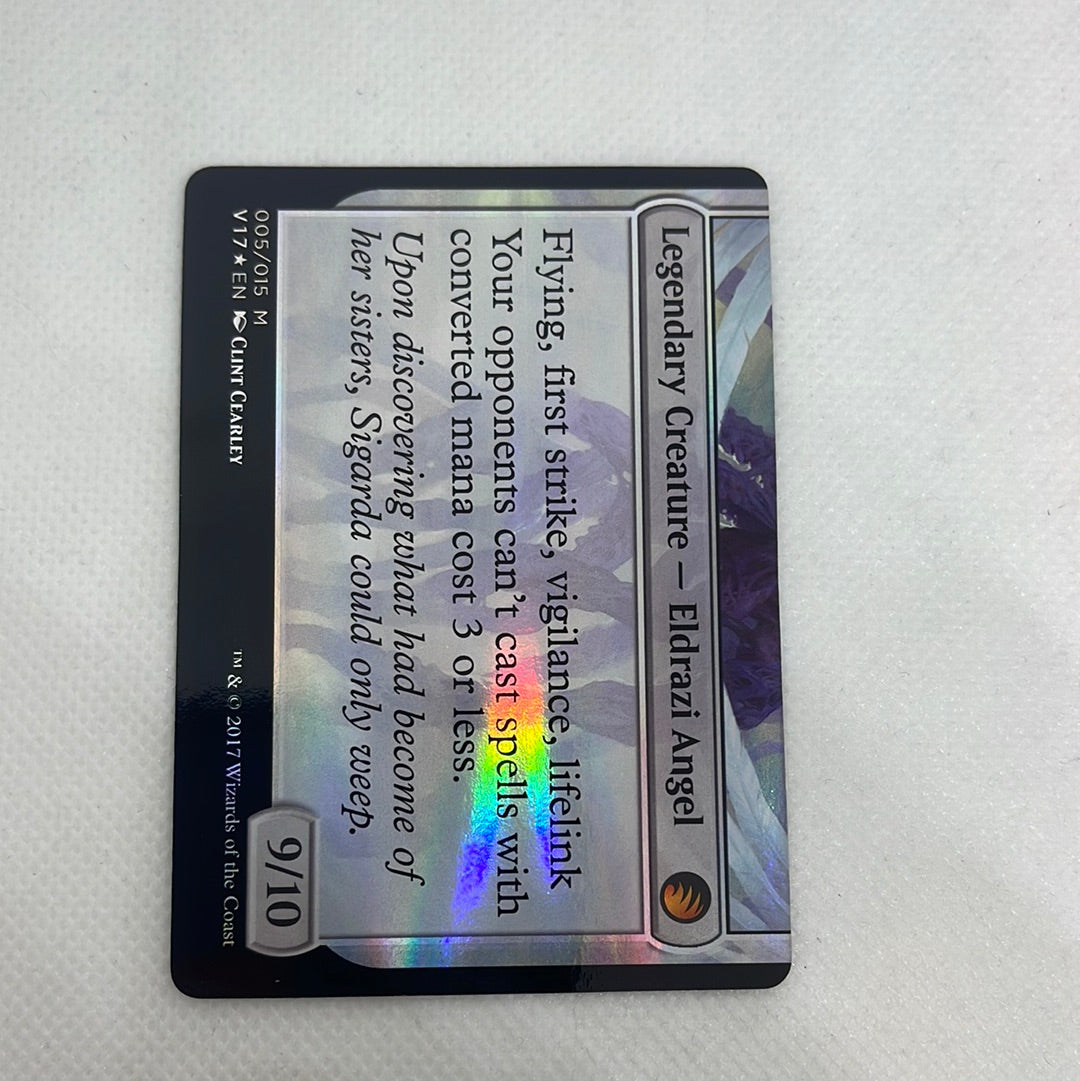 Legendary Creature — Eldrazi Angel
Flying, first strike, vigilance, lifelink
Your opponents can't cast spells with
converted mana cost 3 or less.
Upon discovering what had become of
her sisters, Sigarda could only weep.
9/10
005/015 M
V17★EN CLINT CEARLEY
™ & © 2017 Wizards of the Coast